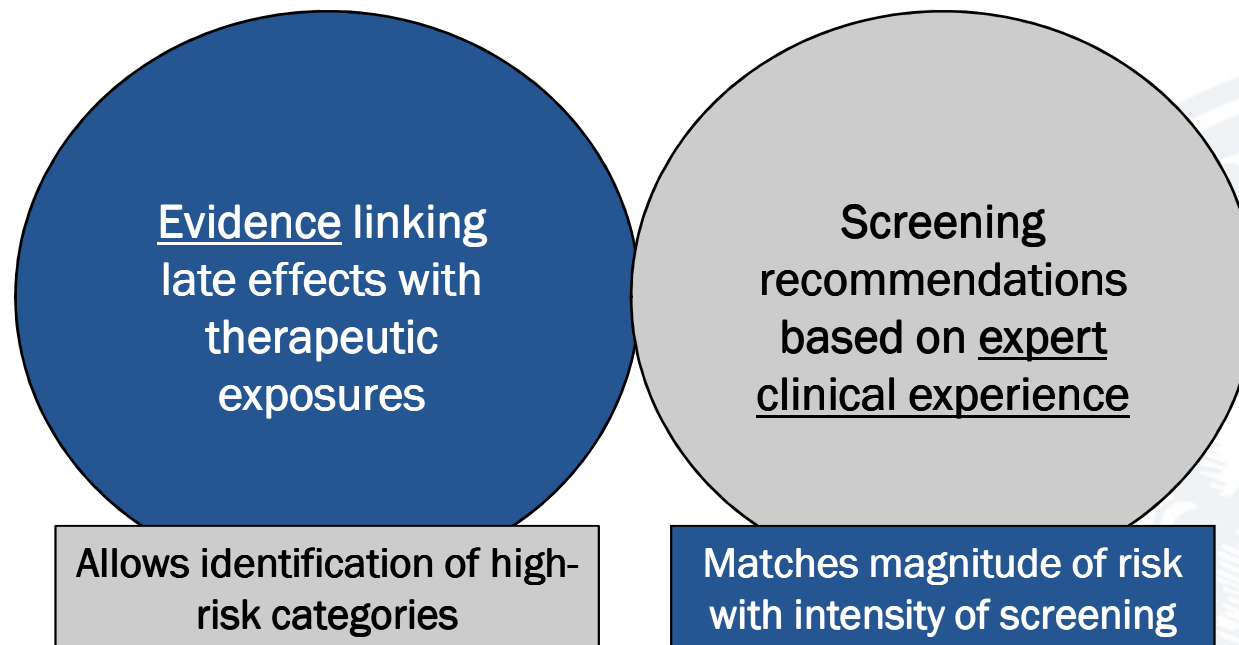 Evidence linking
late effects with
therapeutic
exposures
Screening
recommendations
based on expert
clinical experience
Allows identification of high-
risk categories
Matches magnitude of risk
with intensity of screening